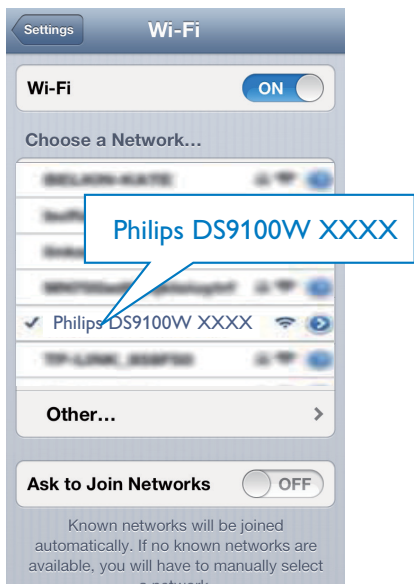 Settings
Wi-Fi
Wi-Fi
ON
Choose a Network...
Philips DS9100W XXXX
Philips DS9100W XXXX
Other...
Ask to Join Networks
OFF
Known networks will be joined
automatically. If no known networks are
available, you will have to manually select
a network.